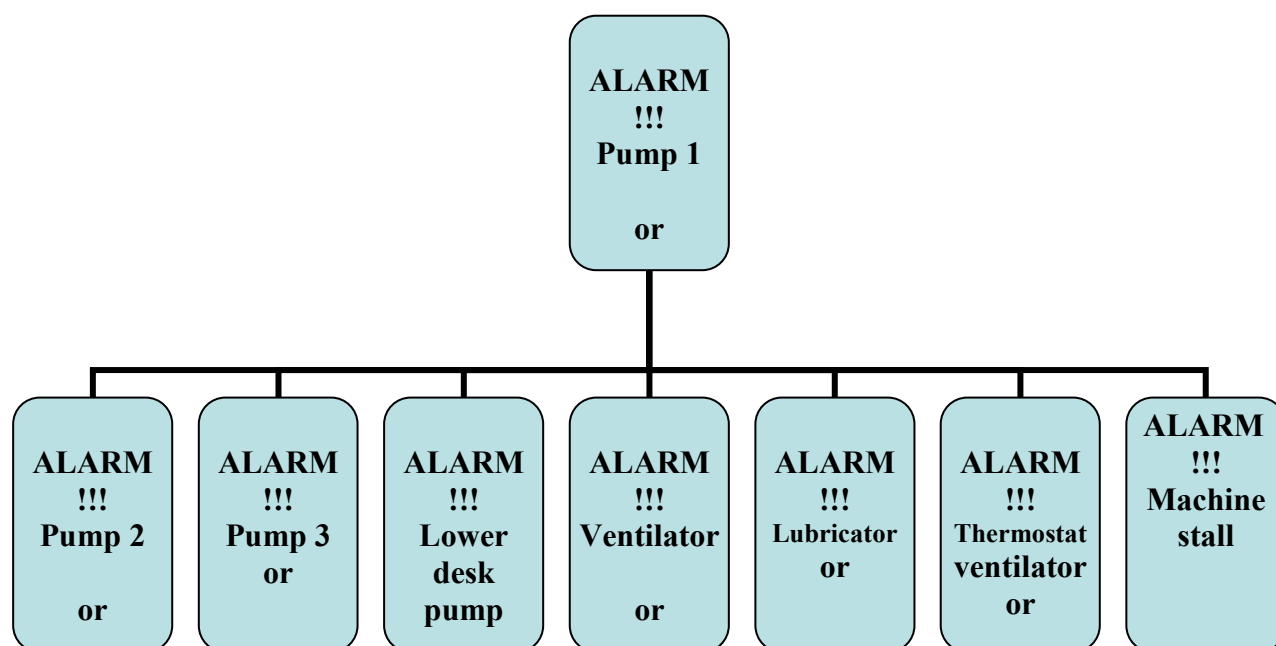 ALARM
!!!
Pump 1
or
ALARM
!!!
Pump 2
or
ALARM
!!!
Pump 3
or
ALARM
!!!
Lower
desk
pump
ALARM
!!!
Ventilator
or
ALARM
!!!
Lubricator
or
ALARM
!!!
Thermostat
ventilator
or
ALARM
!!!
Machine
stall